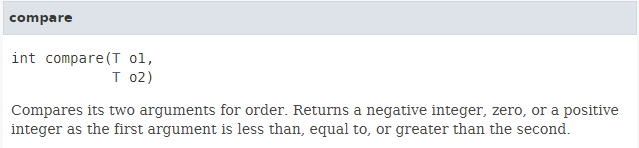 compare
int compare(T o1,
T o2)
Compares its two arguments for order. Returns a negative integer, zero, or a positive
integer as the first argument is less than, equal to, or greater than the second.